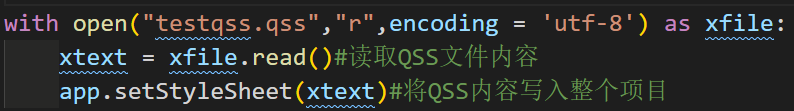 with open("testqss.qss","r",encoding = 'utf-8') as xfile:
    xtext = xfile.read()#读取QSS文件内容
    app.setStyleSheet(xtext)#将QSS内容写入整个项目